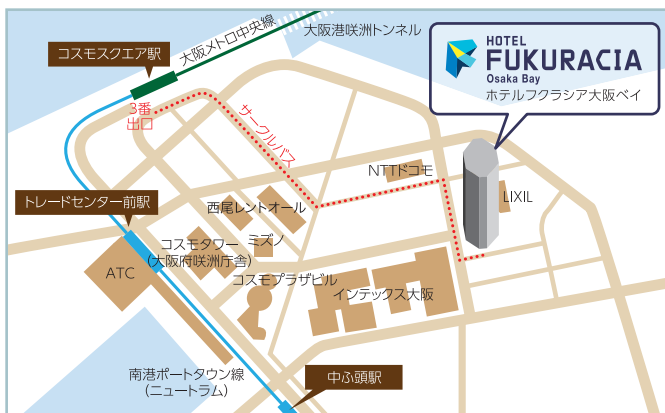 大阪メトロ中央線
大阪港咲洲トンネル
コスモスクエア駅
HOTEL
FUKURACIA
Osaka Bay
ホテルフクラシア大阪ベイ
3番
出口
サークルバス
NTTドコモ
LIXIL
トレードセンター前駅
西尾レントオール
コスモタワー
(大阪府咲洲庁舎)
ミズノ
ATC
コスモプラザビル
インテックス大阪
南港ポートタウン線
(ニュートラム)
中ふ頭駅